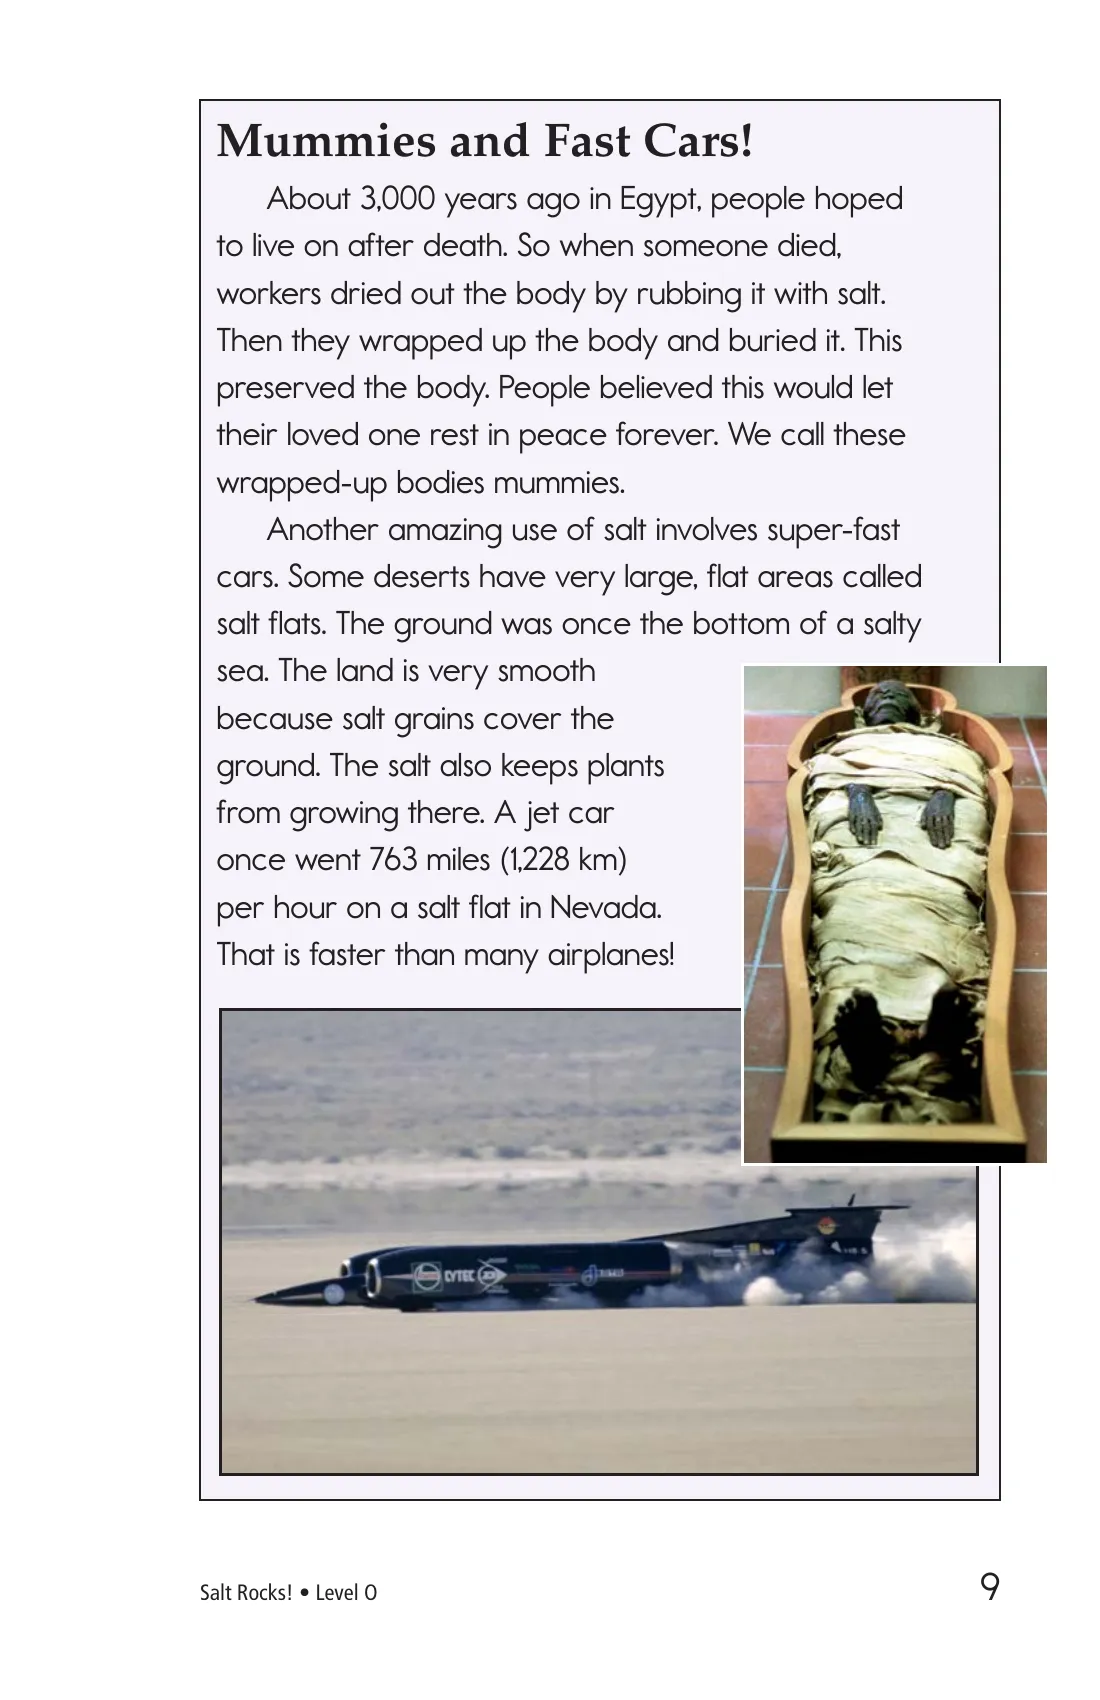 Mummies and Fast Cars!
About 3,000 years ago in Egypt, people hoped
to live on after death. So when someone died,
workers dried out the body by rubbing it with salt.
Then they wrapped up the body and buried it. This
preserved the body. People believed this would let
their loved one rest in peace forever. We call these
wrapped-up bodies mummies.
Another amazing use of salt involves super-fast
cars. Some deserts have very large, flat areas called
salt flats. The ground was once the bottom of a salty
sea. The land is very smooth
because salt grains cover the
ground. The salt also keeps plants
from growing there. A jet car
once went 763 miles (1,228 km)
per hour on a salt flat in Nevada.
That is faster than many airplanes!
CYTEC
Salt Rocks! • Level O
9